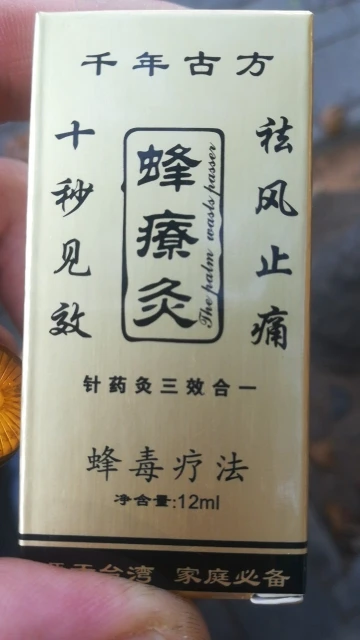 千年古方
祛风止痛
蜂療灸
The palm wasls passer
十秒见效
针药灸三效合一
蜂毒疗法
净含量:12ml
台湾 家庭必备